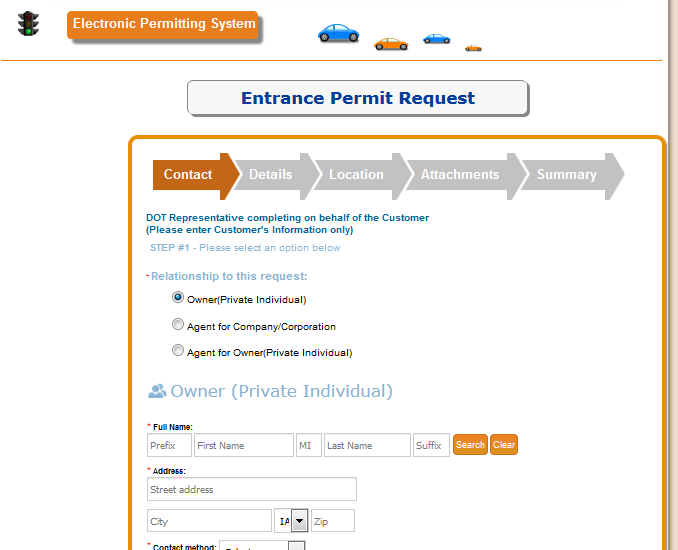 Electronic Permitting System
Entrance Permit Request
Contact Details Location Attachments Summary
DOT Representative completing on behalf of the Customer
(Please enter Customer's Information only)
STEP #1 - Please select an option below
- Relationship to this request:
Owner(Private Individual)
Agent for Company/Corporation
Agent for Owner(Private Individual)
Owner (Private Individual)
* Full Name:
Prefix First Name MI Last Name Suffix Search Clear
* Address:
Street address
City IA Zip
* Contact method: